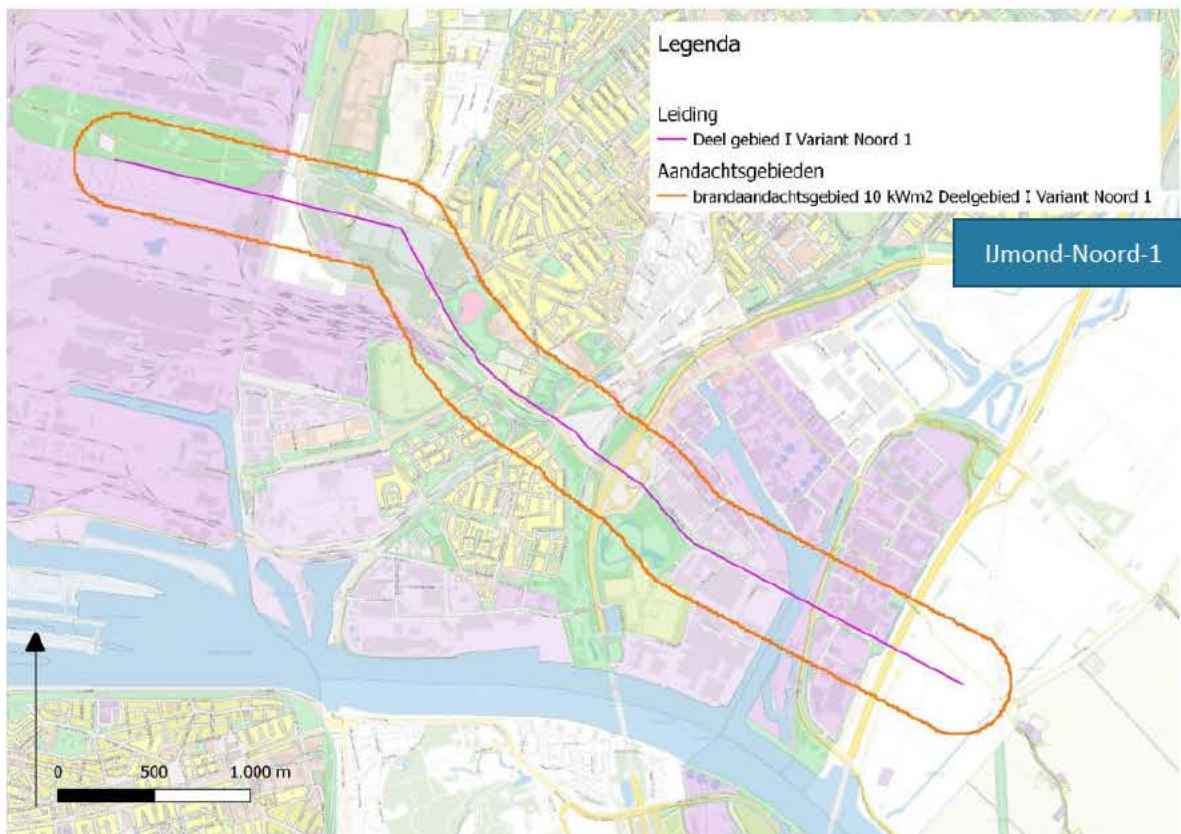 Legenda
Leiding
Deel gebied I Variant Noord 1
Aandachtsgebieden
brandaandachtsgebied 10 kWm2 Deelgebied I Variant Noord 1
IJmond-Noord-1
0 500 1.000 m